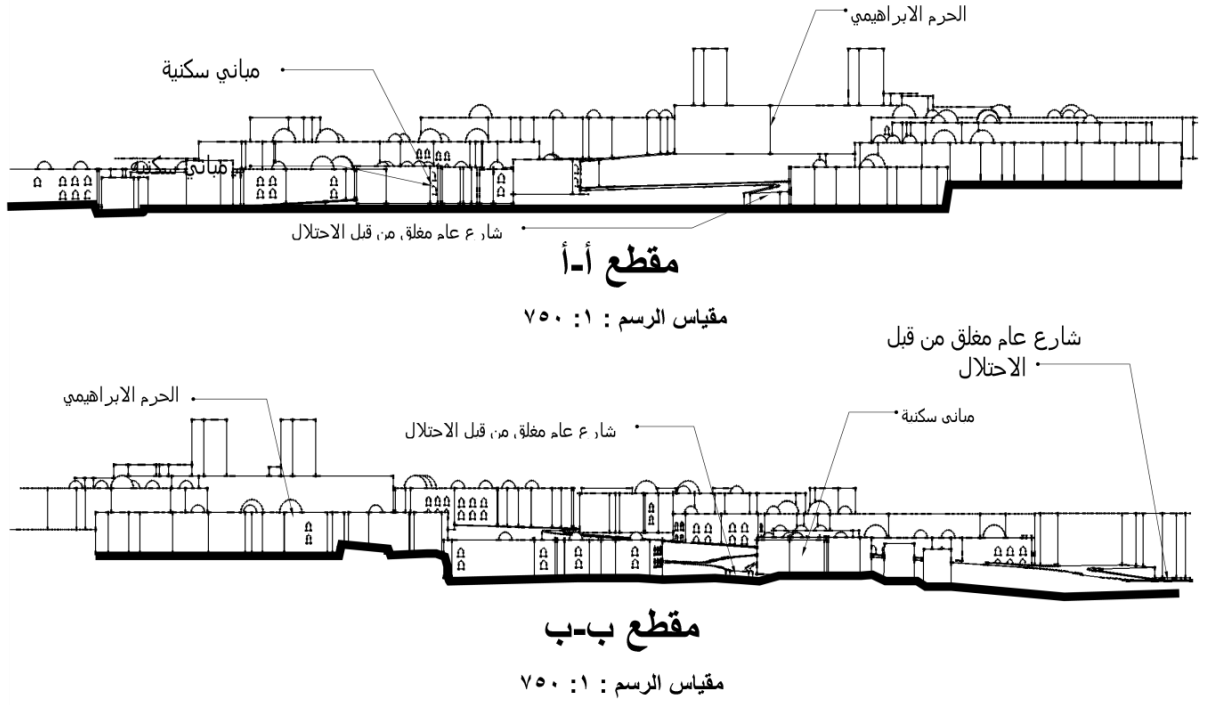 الحرم الابراهيمي
مباني سكنية
مباني سكنية
شارع عام مغلق من قبل الاحتلال
مقطع أ-أ
مقياس الرسم : ١: ٧٥٠
شارع عام مغلق من قبل
الاحتلال
الحرم الابراهيمي
شارع عام مغلق من قبل الاحتلال
مباني سكنية
مقطع ب-ب
مقياس الرسم : ١: ٧٥٠